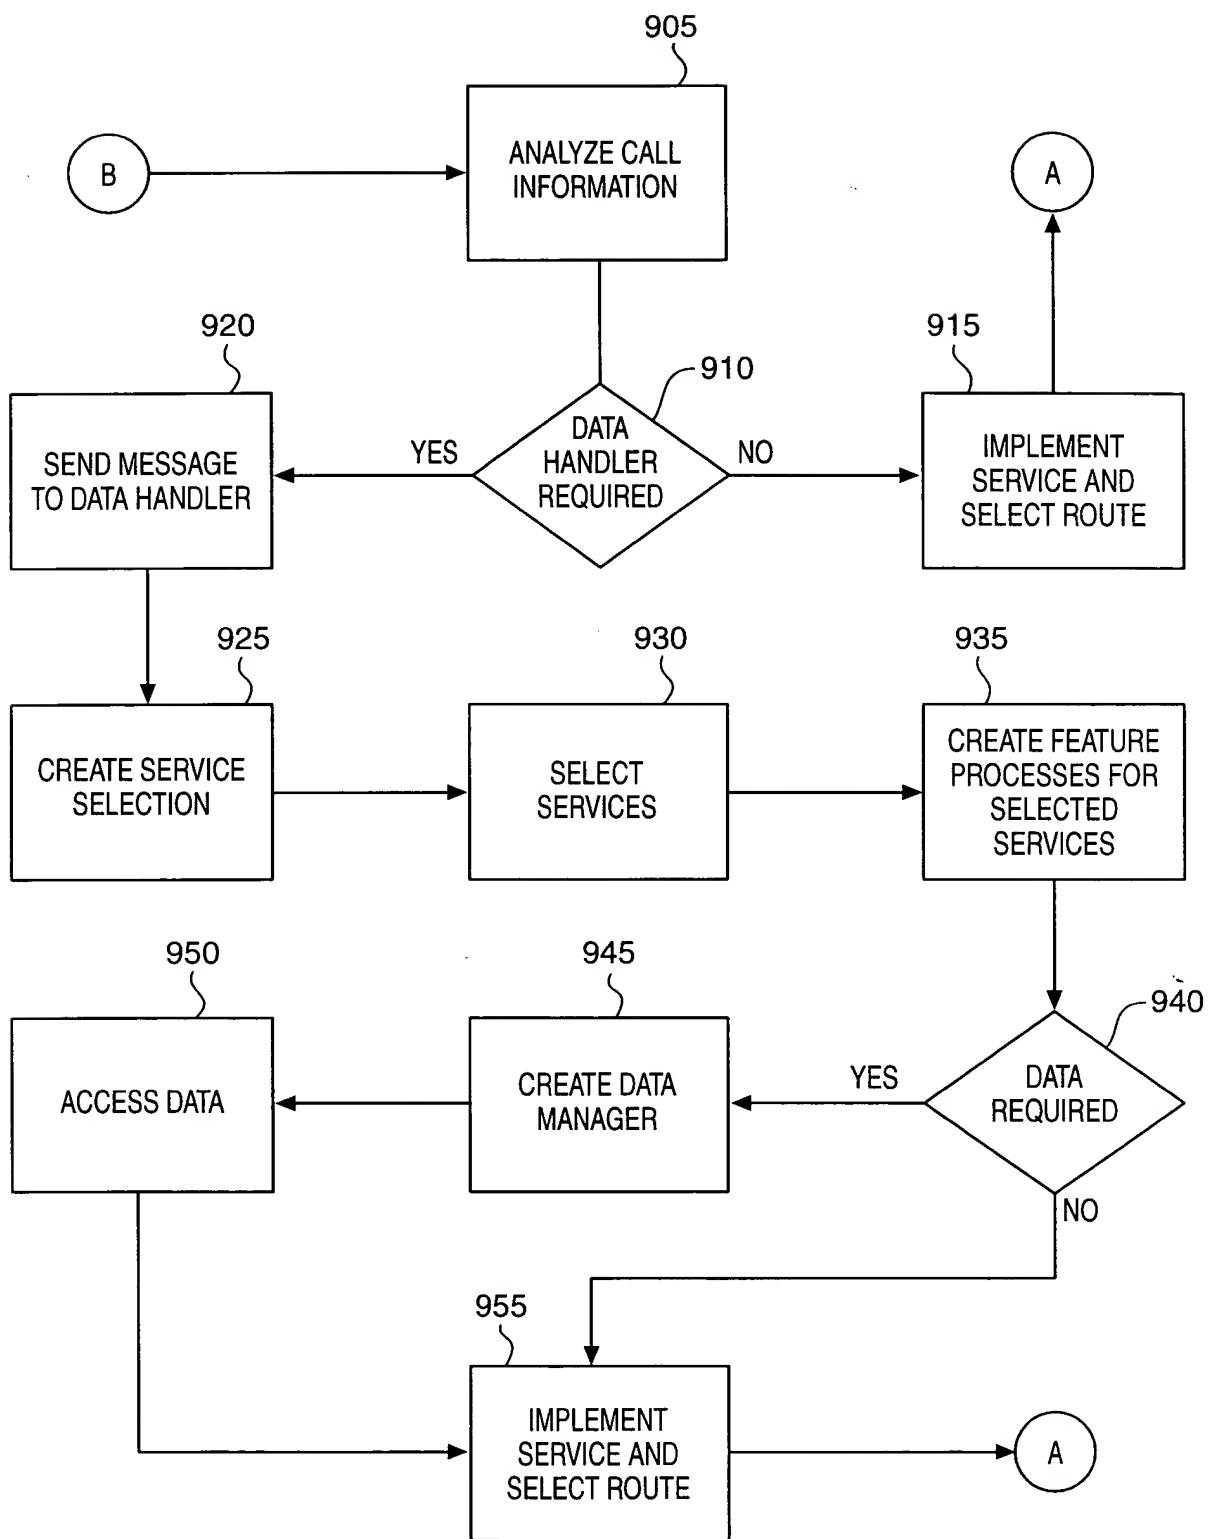 905
B
ANALYZE CALL
INFORMATION
A
920
910
915
SEND MESSAGE
TO DATA HANDLER
YES
DATA
HANDLER
REQUIRED
NO
IMPLEMENT
SERVICE AND
SELECT ROUTE
925
930
935
CREATE SERVICE
SELECTION
SELECT
SERVICES
CREATE FEATURE
PROCESSES FOR
SELECTED
SERVICES
950
945
940
ACCESS DATA
CREATE DATA
MANAGER
YES
DATA
REQUIRED
NO
955
IMPLEMENT
SERVICE AND
SELECT ROUTE
A